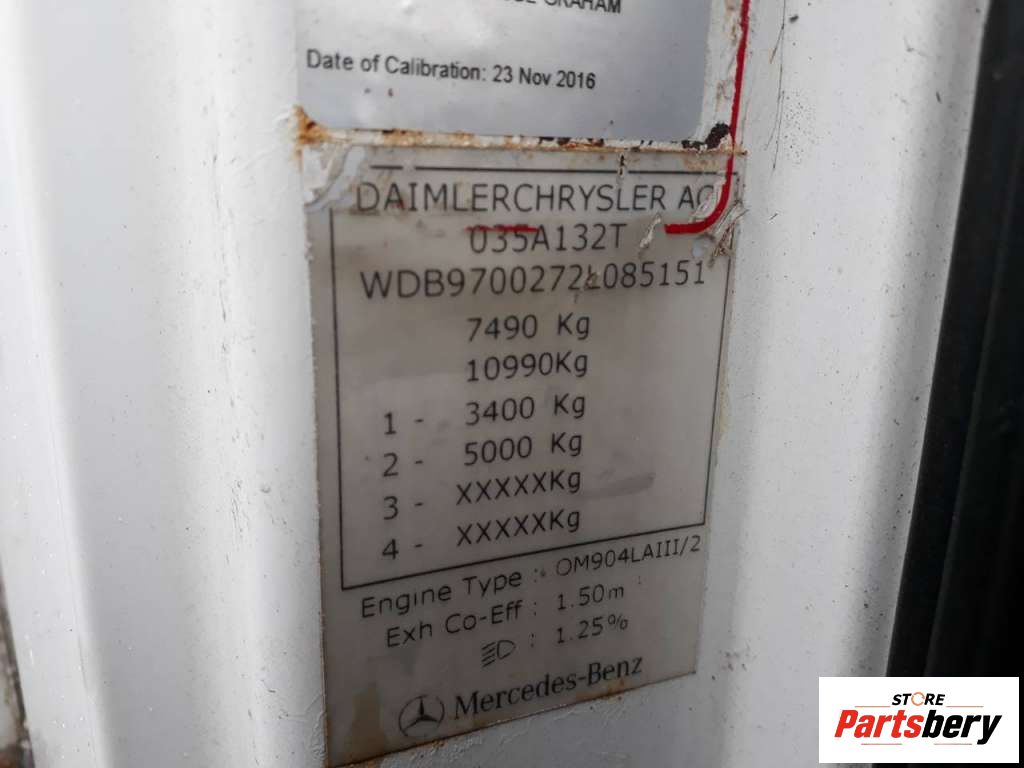 GRAHAM
Date of Calibration: 23 Nov 2016
DAIMLERCHRYSLER AG
035A132T
WDB9700272L085151
7490 Kg
10990Kg
1 - 3400 Kg
2 - 5000 Kg
3 - XXXXXKg
4 - XXXXXKg
Engine Type : OM904LAIII/2
Exh Co-Eff : 1.50m
: 1.25%
Mercedes-Benz
STORE
Partsbery